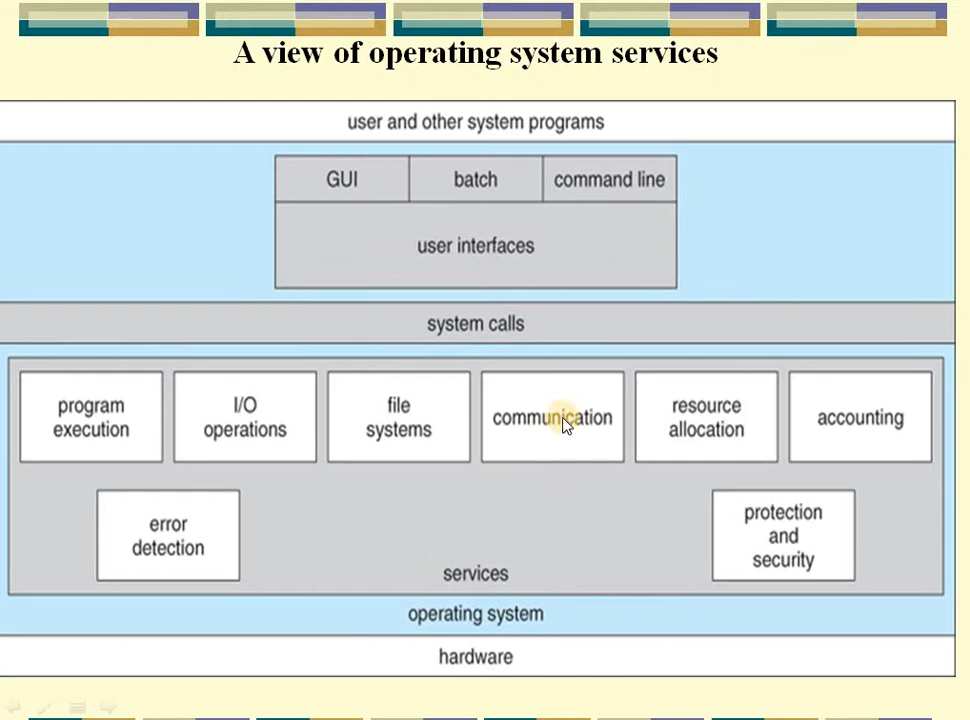 A view of operating system services
user and other system programs
GUI
batch
command line
user interfaces
system calls
program
execution
I/O
operations
file
systems
communication
resource
allocation
accounting
error
detection
protection
and
security
services
operating system
hardware